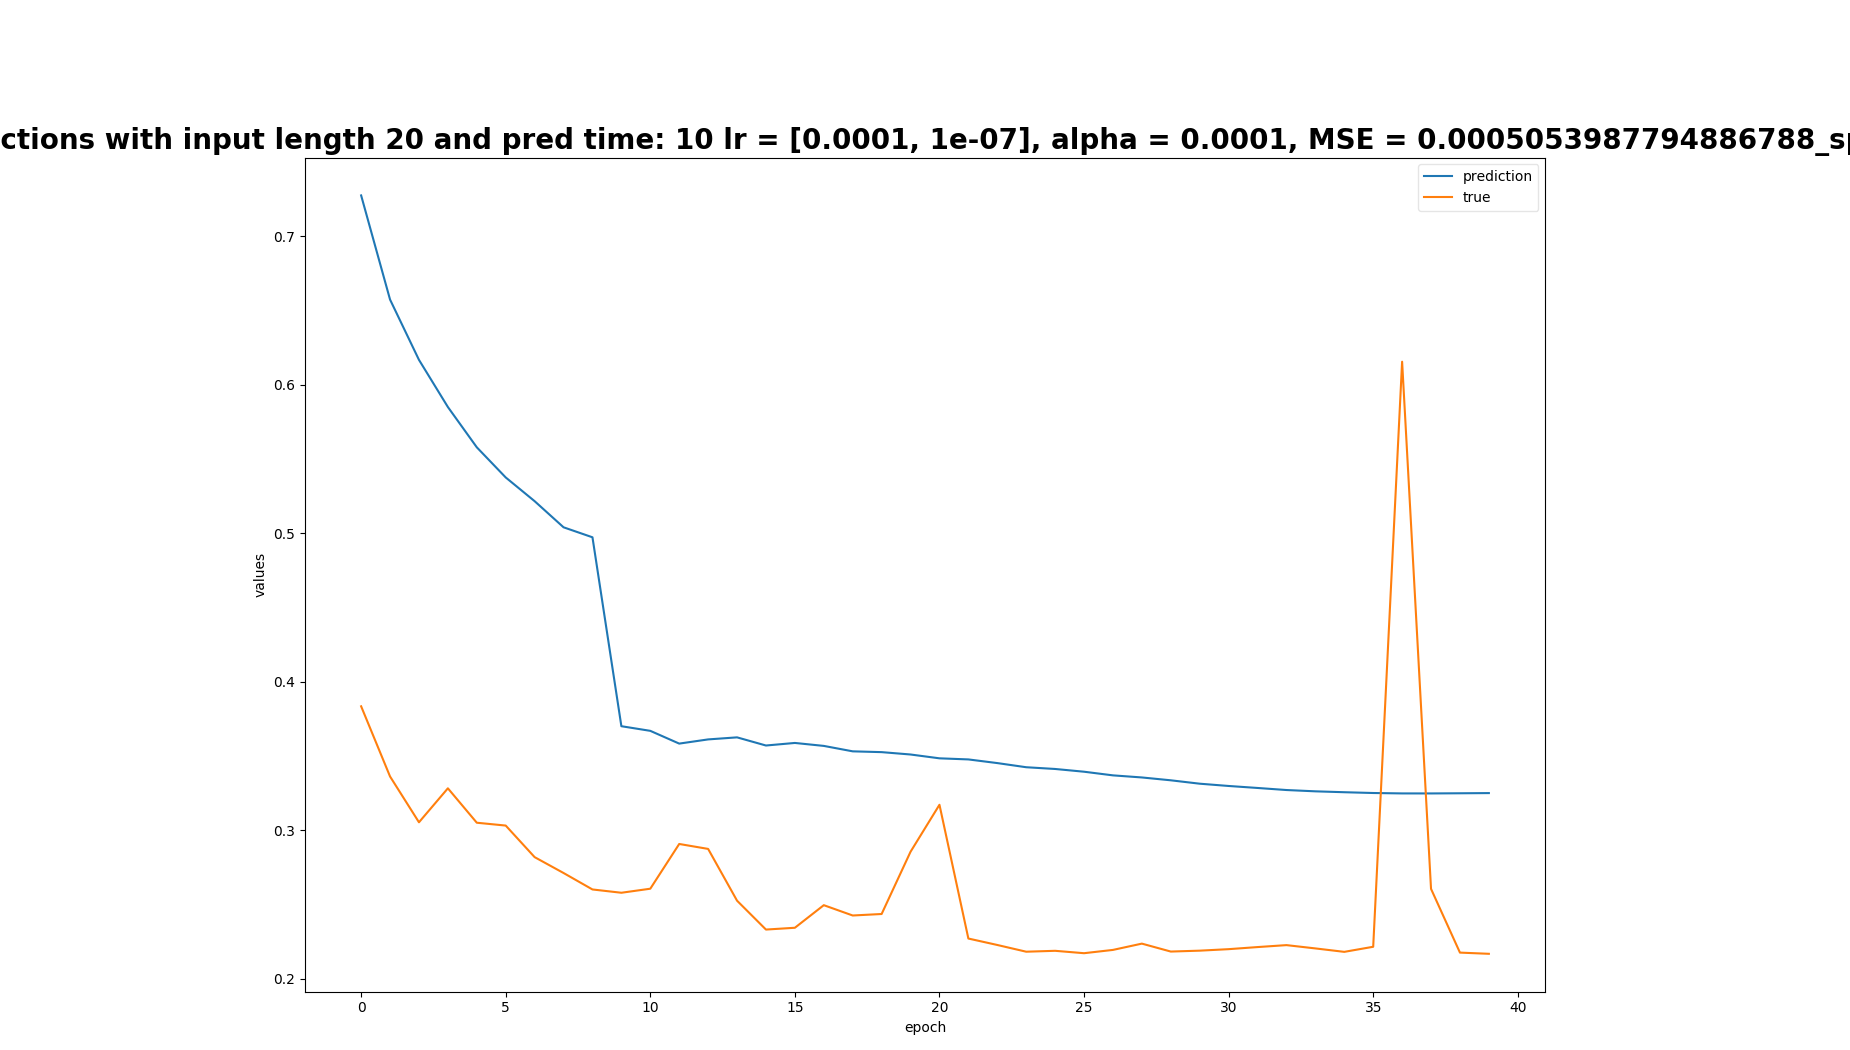 ctions with input length 20 and pred time: 10 lr = [0.0001, 1e-07], alpha = 0.0001, MSE = 0.0005053987794886788_sp
prediction
true
0.7
0.6
0.5
0.4
0.3
0.2
values
0 5 10 15 20 25 30 35 40
epoch